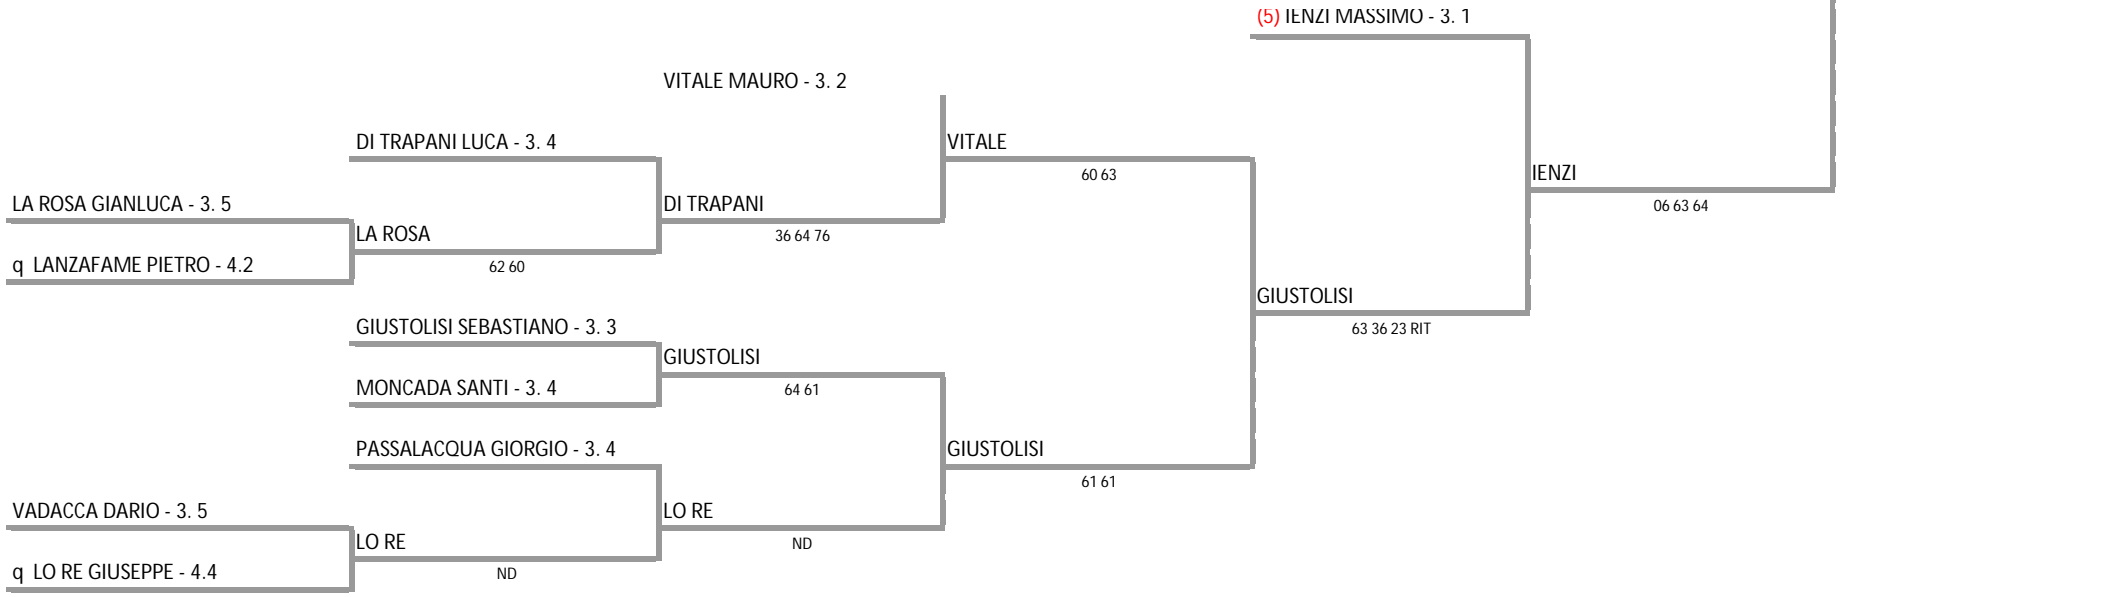 (5) IENZI MASSIMO - 3. 1
VITALE MAURO - 3. 2
DI TRAPANI LUCA - 3. 4
VITALE
60 63
IENZI
LA ROSA GIANLUCA - 3. 5
DI TRAPANI
06 63 64
LA ROSA
36 64 76
q LANZAFAME PIETRO - 4.2
62 60
GIUSTOLISI
GIUSTOLISI SEBASTIANO - 3. 3
63 36 23 RIT
GIUSTOLISI
MONCADA SANTI - 3. 4
64 61
PASSALACQUA GIORGIO - 3. 4
GIUSTOLISI
61 61
VADACCA DARIO - 3. 5
LO RE
LO RE
ND
q LO RE GIUSEPPE - 4.4
ND